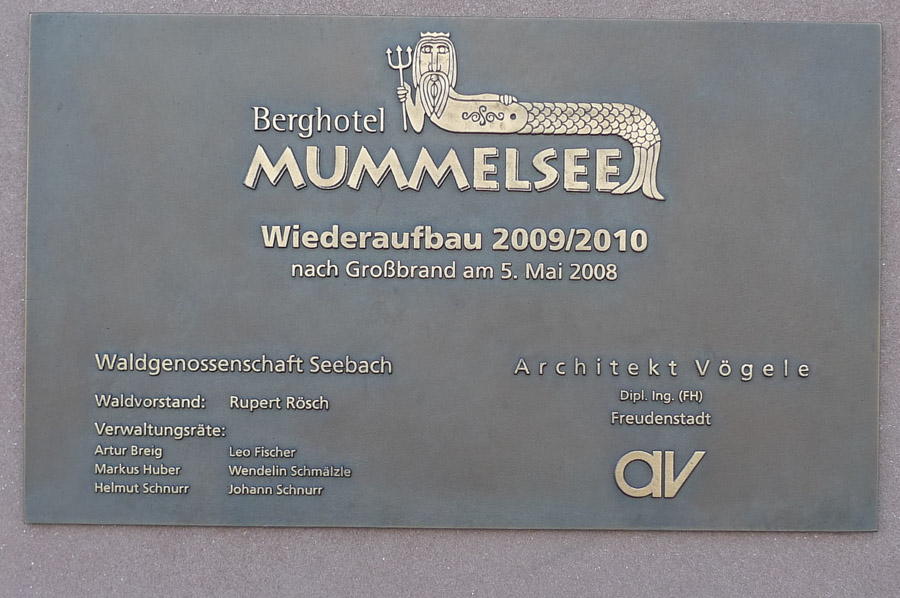 Berghotel
MUMMELSEE
Wiederaufbau 2009/2010
nach Großbrand am 5. Mai 2008
Waldgenossenschaft Seebach
Waldvorstand: Rupert Rösch
Verwaltungsräte:
Artur Breig Leo Fischer
Markus Huber Wendelin Schmälzle
Helmut Schnurr Johann Schnurr
Architekt Vögele
Dipl. Ing. (FH)
Freudenstadt
av